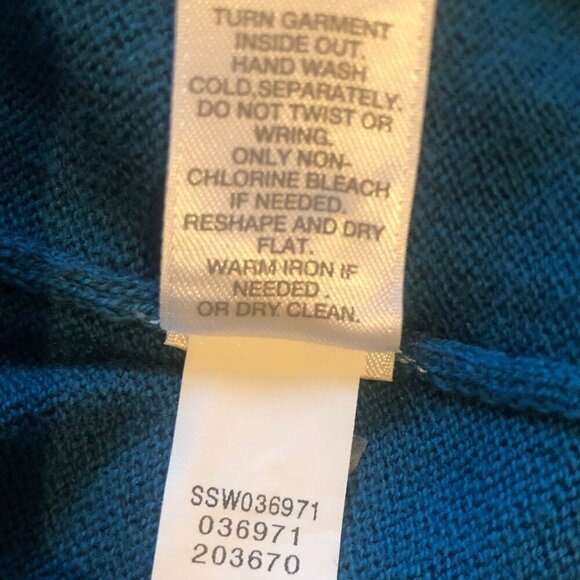 TURN GARMENT
INSIDE OUT.
HAND WASH
COLD,SEPARATELY.
DO NOT TWIST OR
WRING.
ONLY NON-
CHLORINE BLEACH
IF NEEDED.
RESHAPE AND DRY
FLAT.
WARM IRON IF
NEEDED.
OR DRY CLEAN.
SSW036971
036971
203670